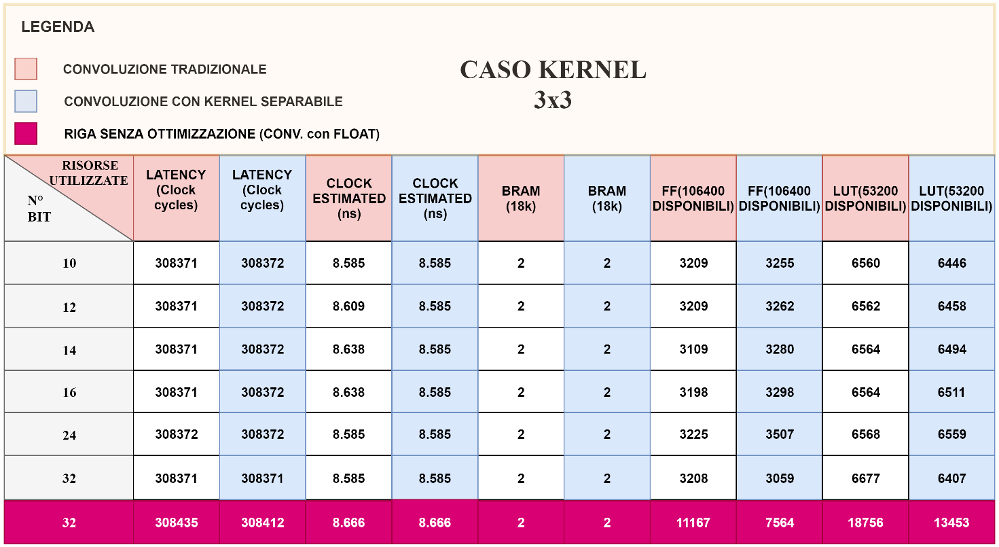 LEGENDA
CONVOLUZIONE TRADIZIONALE
CONVOLUZIONE CON KERNEL SEPARABILE
RIGA SENZA OTTIMIZZAZIONE (CONV. con FLOAT)
CASO KERNEL
3x3
RISORSE
UTILIZZATE
N°
BIT
LATENCY
(Clock
cycles)
LATENCY
(Clock
cycles)
CLOCK
ESTIMATED
(ns)
CLOCK
ESTIMATED
(ns)
BRAM
(18k)
BRAM
(18k)
FF(106400
DISPONIBILI)
FF(106400
DISPONIBILI)
LUT(53200
DISPONIBILI)
LUT(53200
DISPONIBILI)
10 308371 308372 8.585 8.585 2 2 3209 3255 6560 6446
12 308371 308372 8.609 8.585 2 2 3209 3262 6562 6458
14 308371 308372 8.638 8.585 2 2 3109 3280 6564 6494
16 308371 308372 8.638 8.585 2 2 3198 3298 6564 6511
24 308372 308372 8.585 8.585 2 2 3225 3507 6568 6559
32 308371 308371 8.585 8.585 2 2 3208 3059 6677 6407
32 308435 308412 8.666 8.666 2 2 11167 7564 18756 13453